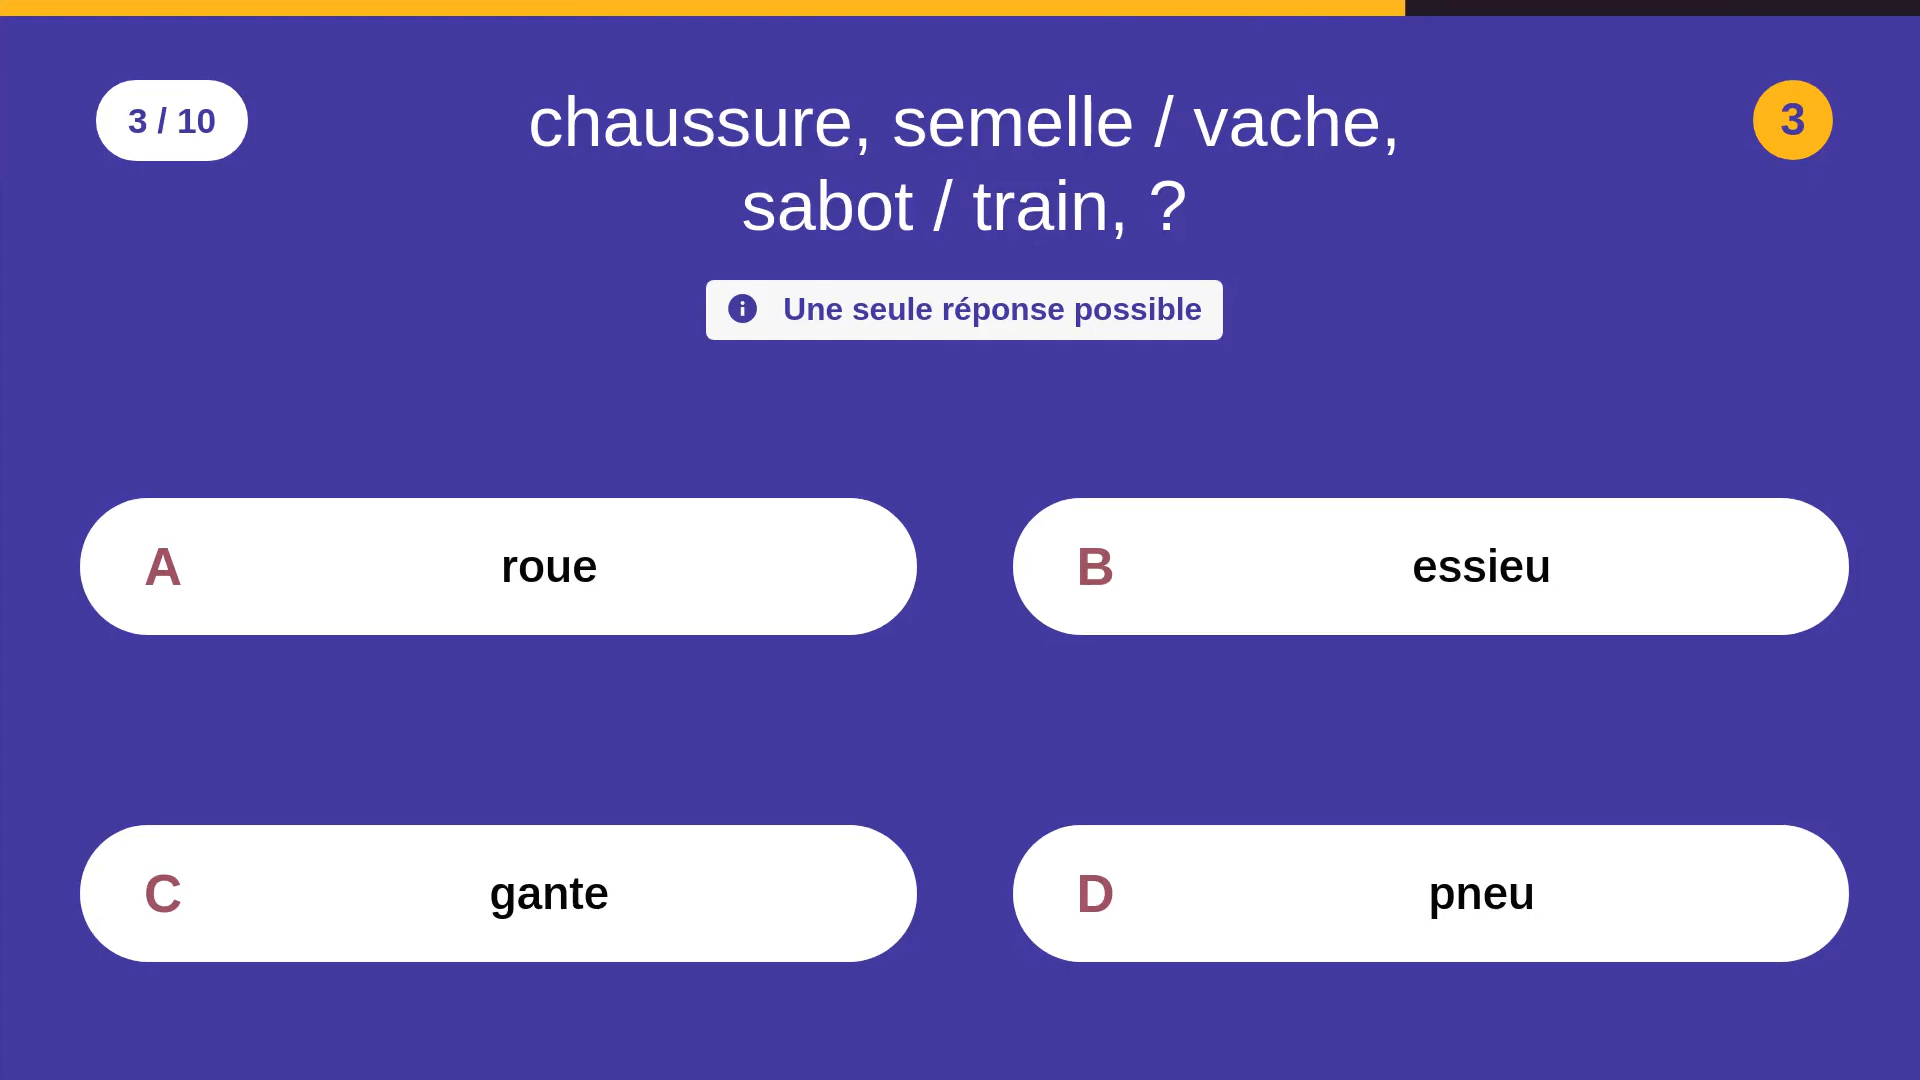 3 / 10
chaussure, semelle / vache,
sabot / train, ?
3
Une seule réponse possible
A roue
B essieu
C gante
D pneu